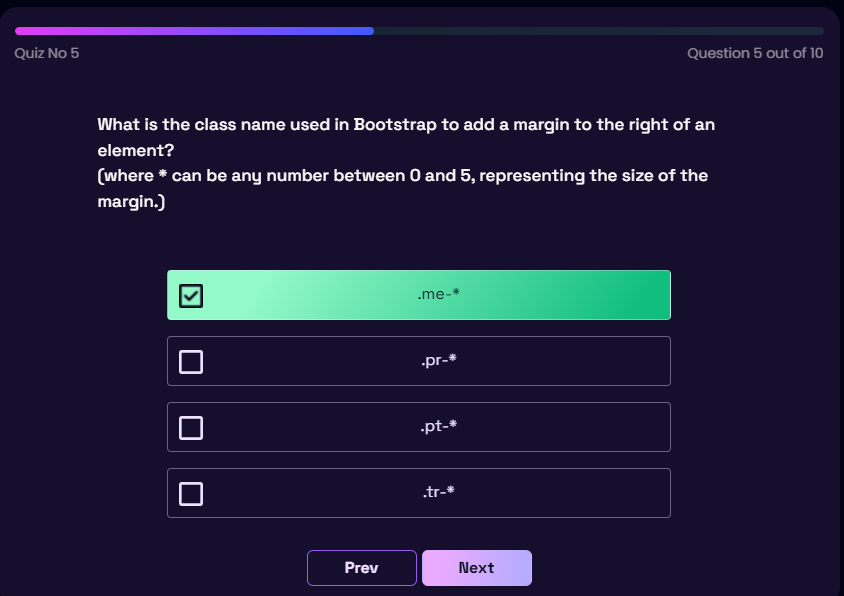 Quiz No 5
Question 5 out of 10
What is the class name used in Bootstrap to add a margin to the right of an
element?
(where * can be any number between 0 and 5, representing the size of the
margin.)
.me-*
.pr-*
.pt-*
.tr-*
Prev
Next